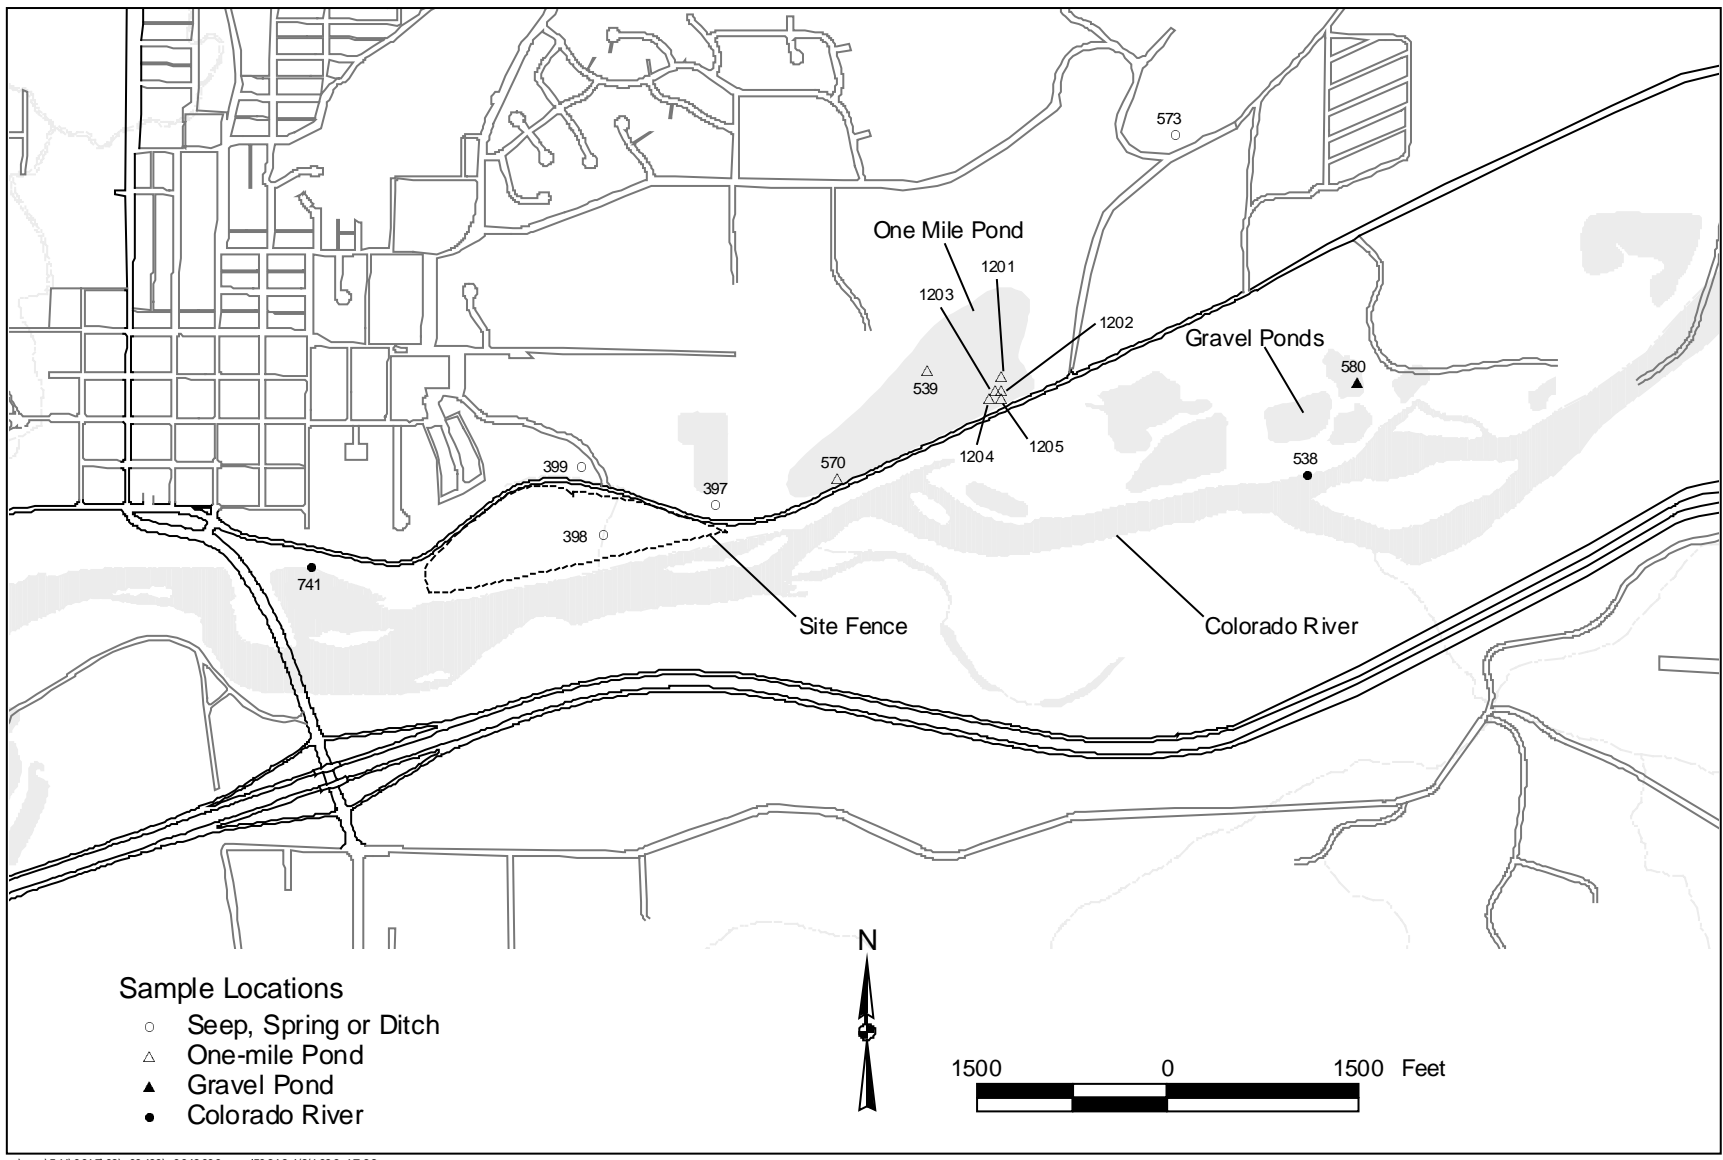 573
One Mile Pond
1201
1203
1202
Gravel Ponds
580
539
1205
1204
570
538
399
397
398
741
Site Fence
Colorado River
N
Sample Locations
Seep, Spring or Ditch
One-mile Pond
Gravel Pond
Colorado River
1500 0 1500 Feet